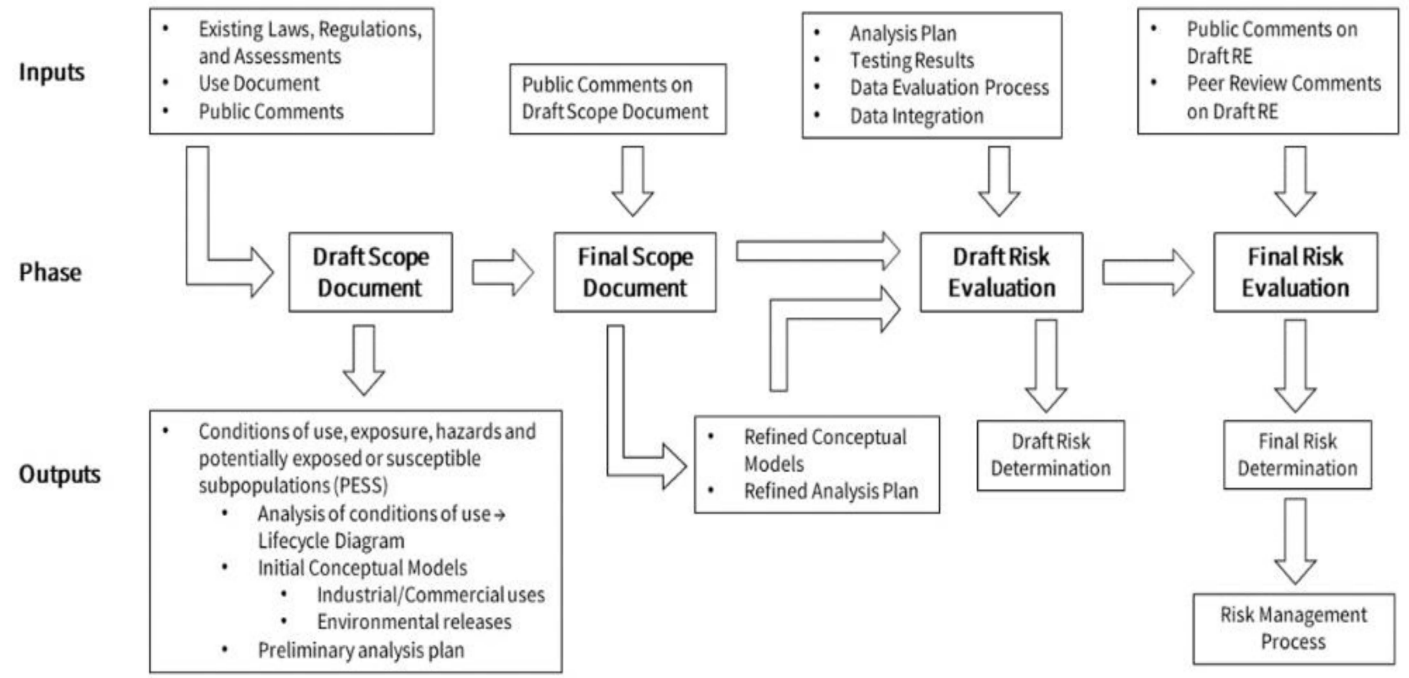 Inputs
• Existing Laws, Regulations,
and Assessments
• Use Document
• Public Comments
Public Comments on
Draft Scope Document
• Analysis Plan
• Testing Results
• Data Evaluation Process
• Data Integration
• Public Comments on
Draft RE
• Peer Review Comments
on Draft RE
Phase
Draft Scope
Document
Final Scope
Document
Draft Risk
Evaluation
Final Risk
Evaluation
Outputs
• Conditions of use, exposure, hazards and
potentially exposed or susceptible
subpopulations (PESS)
• Analysis of conditions of use →
Lifecycle Diagram
• Initial Conceptual Models
• Industrial/Commercial uses
• Environmental releases
• Preliminary analysis plan
• Refined Conceptual
Models
• Refined Analysis Plan
Draft Risk
Determination
Final Risk
Determination
Risk Management
Process